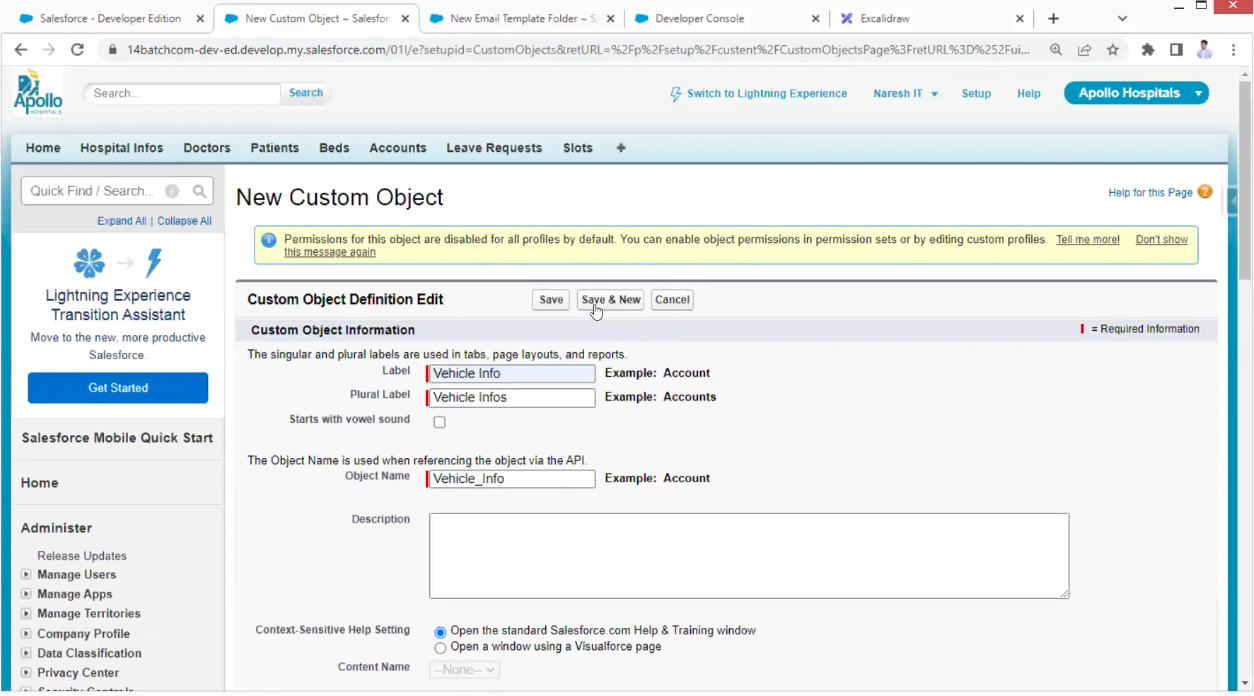 Salesforce - Developer Edition
New Custom Object ~ Salesfor
New Email Template Folder ~ S
Developer Console
Excalidraw
14batchcom-dev-ed.develop.my.salesforce.com/01I/e?setupid=CustomObjects&retURL=%2Fp%2Fsetup%2Fcustent%2FCustomObjectsPage%3FretURL%3D%252Fui...
Apollo
HOSPITALS
Search...
Search
Switch to Lightning Experience
Naresh IT
Setup
Help
Apollo Hospitals
Home
Hospital Infos
Doctors
Patients
Beds
Accounts
Leave Requests
Slots
Quick Find / Search...
Expand All | Collapse All
Lightning Experience
Transition Assistant
Move to the new, more productive
Salesforce.
Get Started
Salesforce Mobile Quick Start
Home
Administer
Release Updates
Manage Users
Manage Apps
Manage Territories
Company Profile
Data Classification
Privacy Center
Security Controls
New Custom Object
Help for this Page
Permissions for this object are disabled for all profiles by default. You can enable object permissions in permission sets or by editing custom profiles. Tell me more! Don't show
this message again
Custom Object Definition Edit
Save
Save & New
Cancel
Custom Object Information
= Required Information
The singular and plural labels are used in tabs, page layouts, and reports.
Label
Vehicle Info
Example: Account
Plural Label
Vehicle Infos
Example: Accounts
Starts with vowel sound
The Object Name is used when referencing the object via the API.
Object Name
Vehicle_Info
Example: Account
Description
Context-Sensitive Help Setting
Open the standard Salesforce.com Help & Training window
Open a window using a Visualforce page
Content Name
--None--